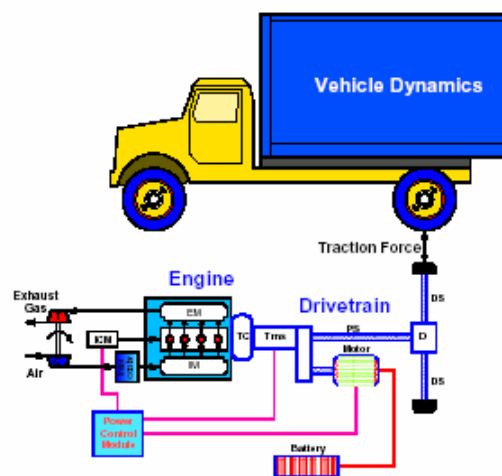 Vehicle Dynamics
Traction Force
Engine
Exhaust
Gas
EM
Drivetrain
DS
ICM
TC
Trns
PS
D
Air
IM
Motor
DS
Power
Control
Module
Battery